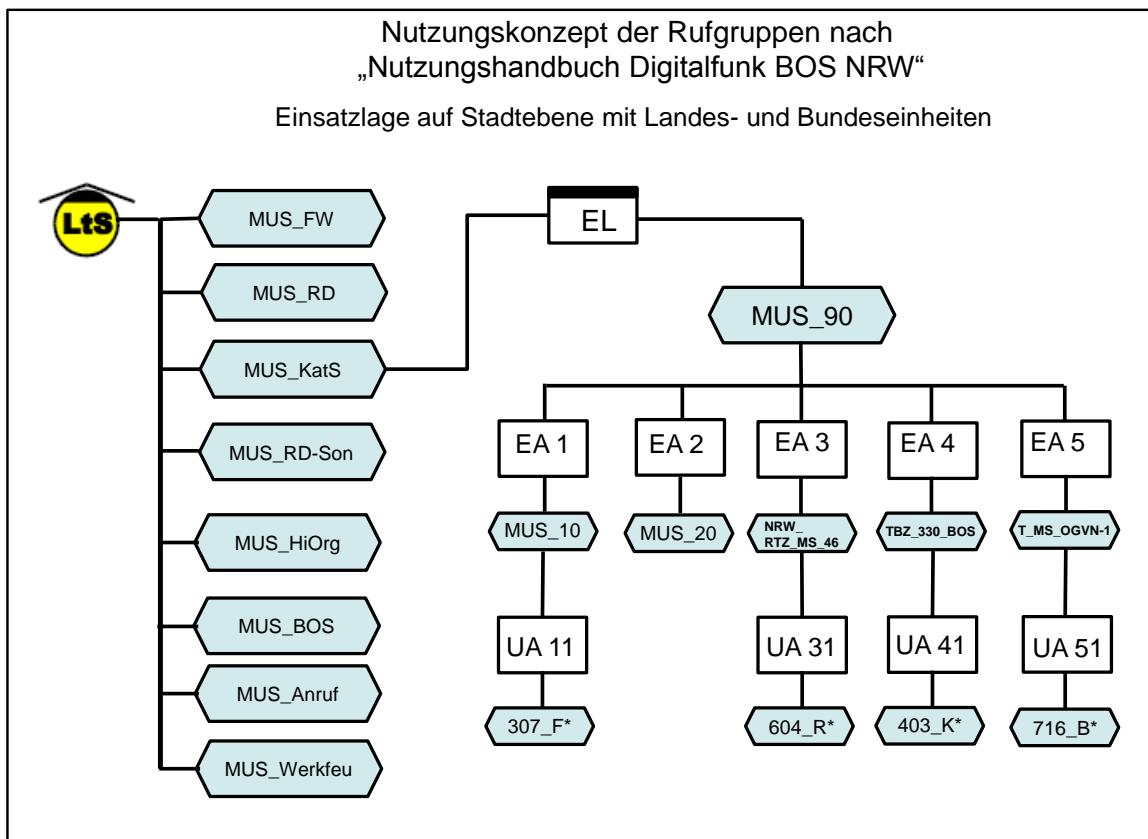 Nutzungskonzept der Rufgruppen nach
„Nutzungshandbuch Digitalfunk BOS NRW“
Einsatzlage auf Stadtebene mit Landes- und Bundeseinheiten
LtS
MUS_FW
MUS_RD
MUS_KatS
MUS_RD-Son
MUS_HiOrg
MUS_BOS
MUS_Anruf
MUS_Werkfeu
EL
MUS_90
EA 1
EA 2
EA 3
EA 4
EA 5
MUS_10
MUS_20
NRW_
RTZ_MS_46
TBZ_330_BOS
T_MS_OGVN-1
UA 11
UA 31
UA 41
UA 51
307_F*
604_R*
403_K*
716_B*